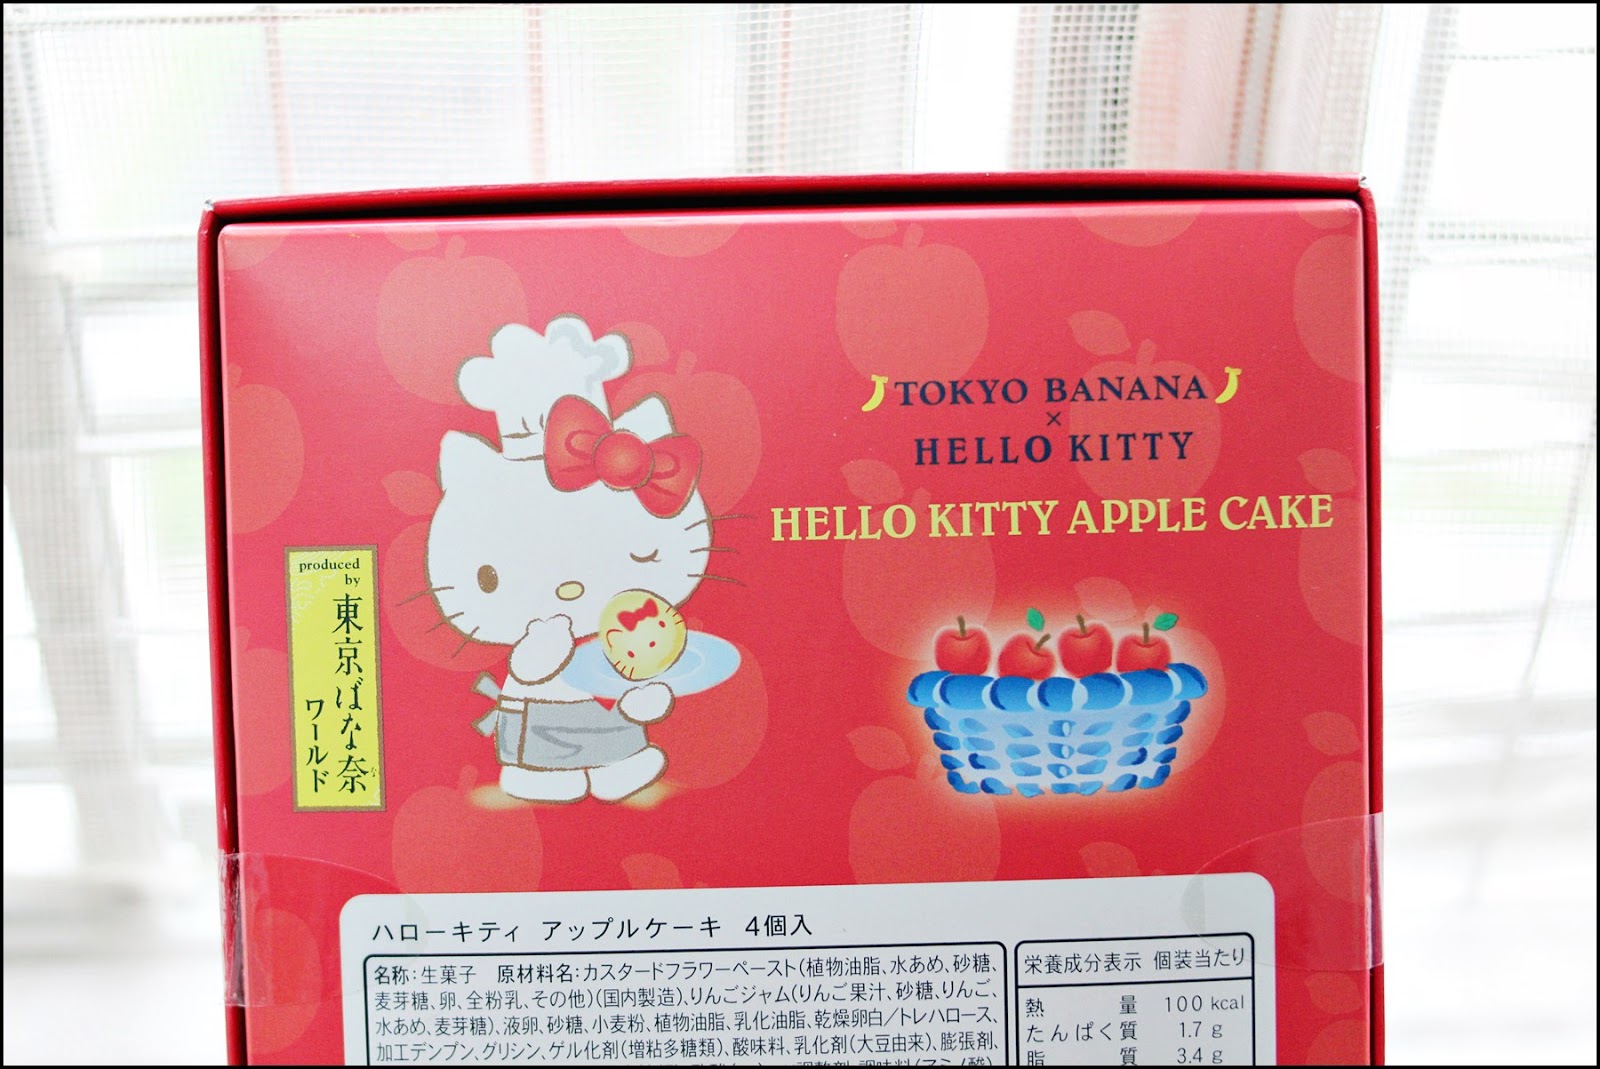 TOKYO BANANA
×
HELLO KITTY
HELLO KITTY APPLE CAKE
produced
by
東京ばな奈
な
ワールド
ハローキティ アップルケーキ 4個入
名称:生菓子 原材料名:カスタードフラワーペースト(植物油脂、水あめ、砂糖、
麦芽糖、卵、全粉乳、その他)(国内製造)、りんごジャム(りんご果汁、砂糖、りんご、
水あめ、麦芽糖)、液卵、砂糖、小麦粉、植物油脂、乳化油脂、乾燥卵白/トレハロース、
加工デンプン、グリシン、ゲル化剤(増粘多糖類)、酸味料、乳化剤(大豆由来)、膨張剤、
栄養成分表示 個装当たり
熱量 100 kcal
たんぱく質 1.7 g
脂質 3.4 g